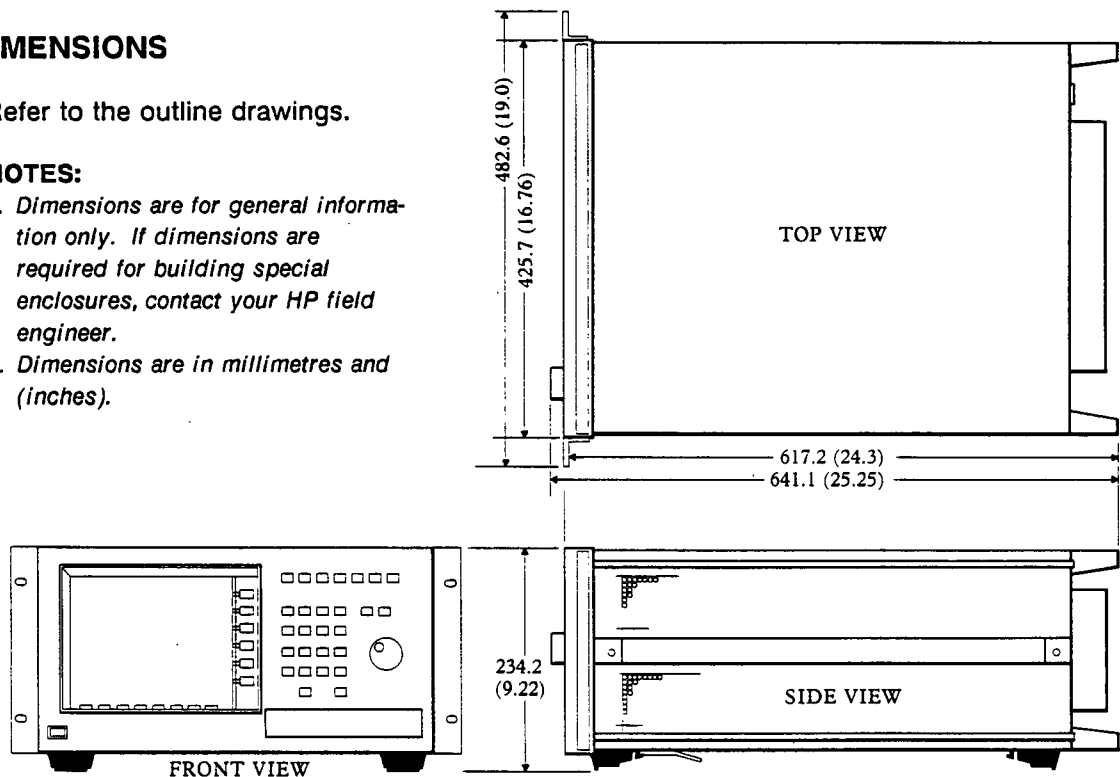 MENSIONS
efer to the outline drawings.
OTES:
. Dimensions are for general informa-
tion only. If dimensions are
required for building special
enclosures, contact your HP field
engineer.
. Dimensions are in millimetres and
(inches).
482.6 (19.0)
425.7 (16.76)
TOP VIEW
617.2 (24.3)
641.1 (25.25)
234.2
(9.22)
SIDE VIEW
FRONT VIEW